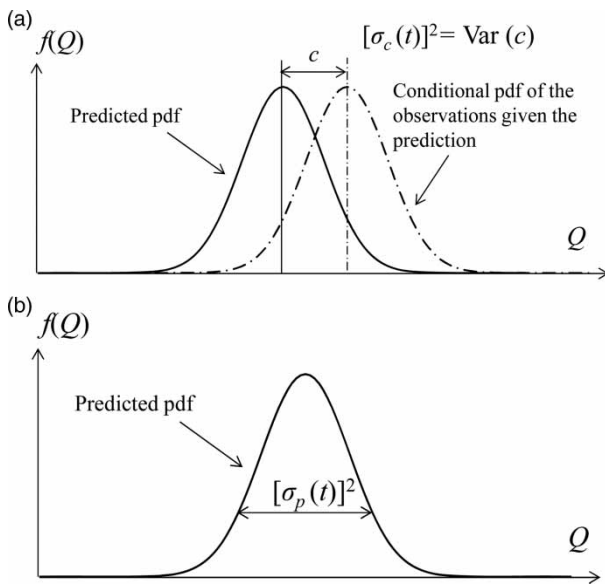 (a)
f(Q)
c
[σc(t)]²= Var (c)
Predicted pdf
Conditional pdf of the
observations given the
prediction
Q
(b)
f(Q)
Predicted pdf
[σp(t)]²
Q